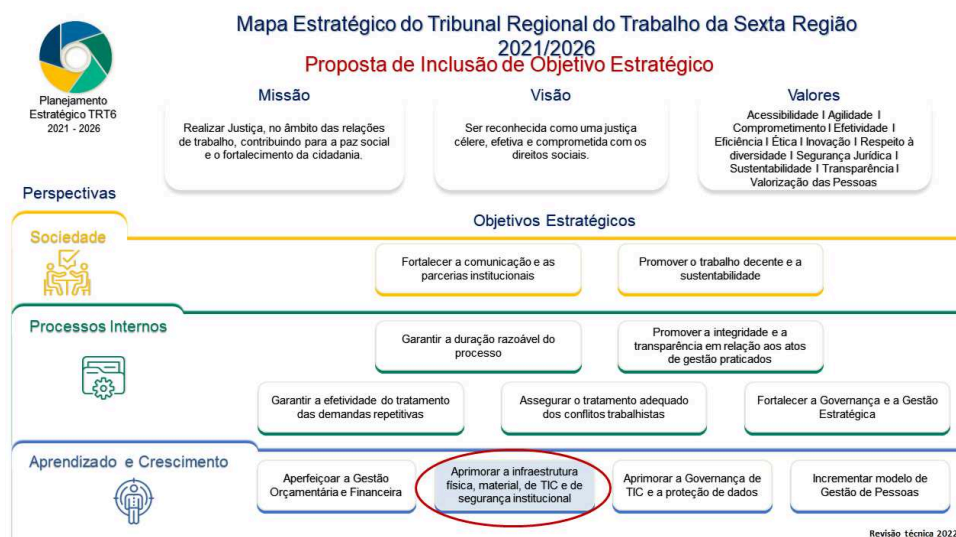 Mapa Estratégico do Tribunal Regional do Trabalho da Sexta Região
2021/2026
Proposta de Inclusão de Objetivo Estratégico
Planejamento
Estratégico TRT6
2021 - 2026
Missão
Realizar Justiça, no âmbito das relações
de trabalho, contribuindo para a paz social
e o fortalecimento da cidadania.
Visão
Ser reconhecida como uma justiça
célere, efetiva e comprometida com os
direitos sociais.
Valores
Acessibilidade I Agilidade I
Comprometimento I Efetividade I
Eficiência I Ética I Inovação I Respeito à
diversidade I Segurança Jurídica I
Sustentabilidade I Transparência I
Valorização das Pessoas
Perspectivas
Objetivos Estratégicos
Sociedade
Fortalecer a comunicação e as
parcerias institucionais
Promover o trabalho decente e a
sustentabilidade
Processos Internos
Garantir a duração razoável do
processo
Promover a integridade e a
transparência em relação aos atos
de gestão praticados
Garantir a efetividade do tratamento
das demandas repetitivas
Assegurar o tratamento adequado
dos conflitos trabalhistas
Fortalecer a Governança e a Gestão
Estratégica
Aprendizado e Crescimento
Aperfeiçoar a Gestão
Orçamentária e Financeira
Aprimorar a infraestrutura
física, material, de TIC e de
segurança institucional
Aprimorar a Governança de
TIC e a proteção de dados
Incrementar modelo de
Gestão de Pessoas
Revisão técnica 2022